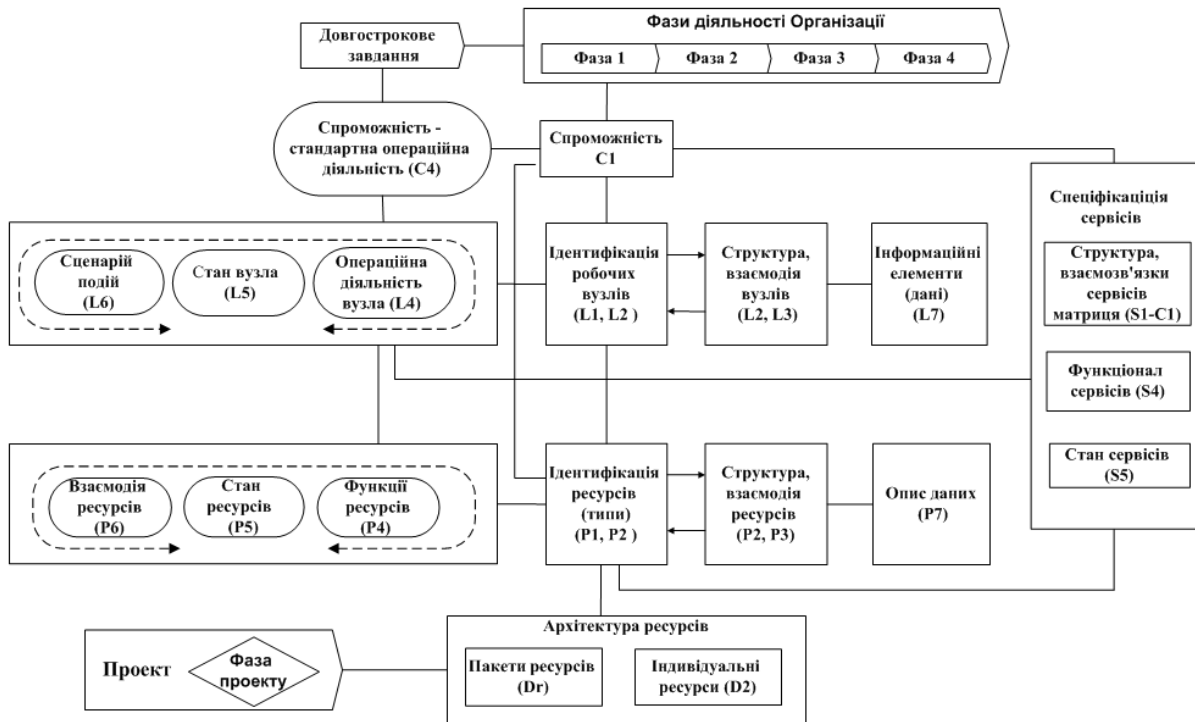 Фази діяльності Організації
Довгострокове
завдання
Фаза 1
Фаза 2
Фаза 3
Фаза 4
Спроможність -
стандартна операційна
діяльність (С4)
Спроможність
С1
Специфікаціція
сервісів
Структура,
взаємозв'язки
сервісів
матриця (S1-C1)
Функціонал
сервісів (S4)
Стан сервісів
(S5)
Сценарій
подій
(L6)
Стан вузла
(L5)
Операційна
діяльність
вузла (L4)
Ідентифікація
робочих
вузлів
(L1, L2 )
Структура,
взаємодія
вузлів
(L2, L3)
Інформаційні
елементи
(дані)
(L7)
Взаємодія
ресурсів
(P6)
Стан
ресурсів
(P5)
Функції
ресурсів
(P4)
Ідентифікація
ресурсів
(типи)
(P1, P2 )
Структура,
взаємодія
ресурсів
(P2, P3)
Опис даних
(P7)
Проект
Фаза
проекту
Архітектура ресурсів
Пакети ресурсів
(Dr)
Індивідуальні
ресурси (D2)